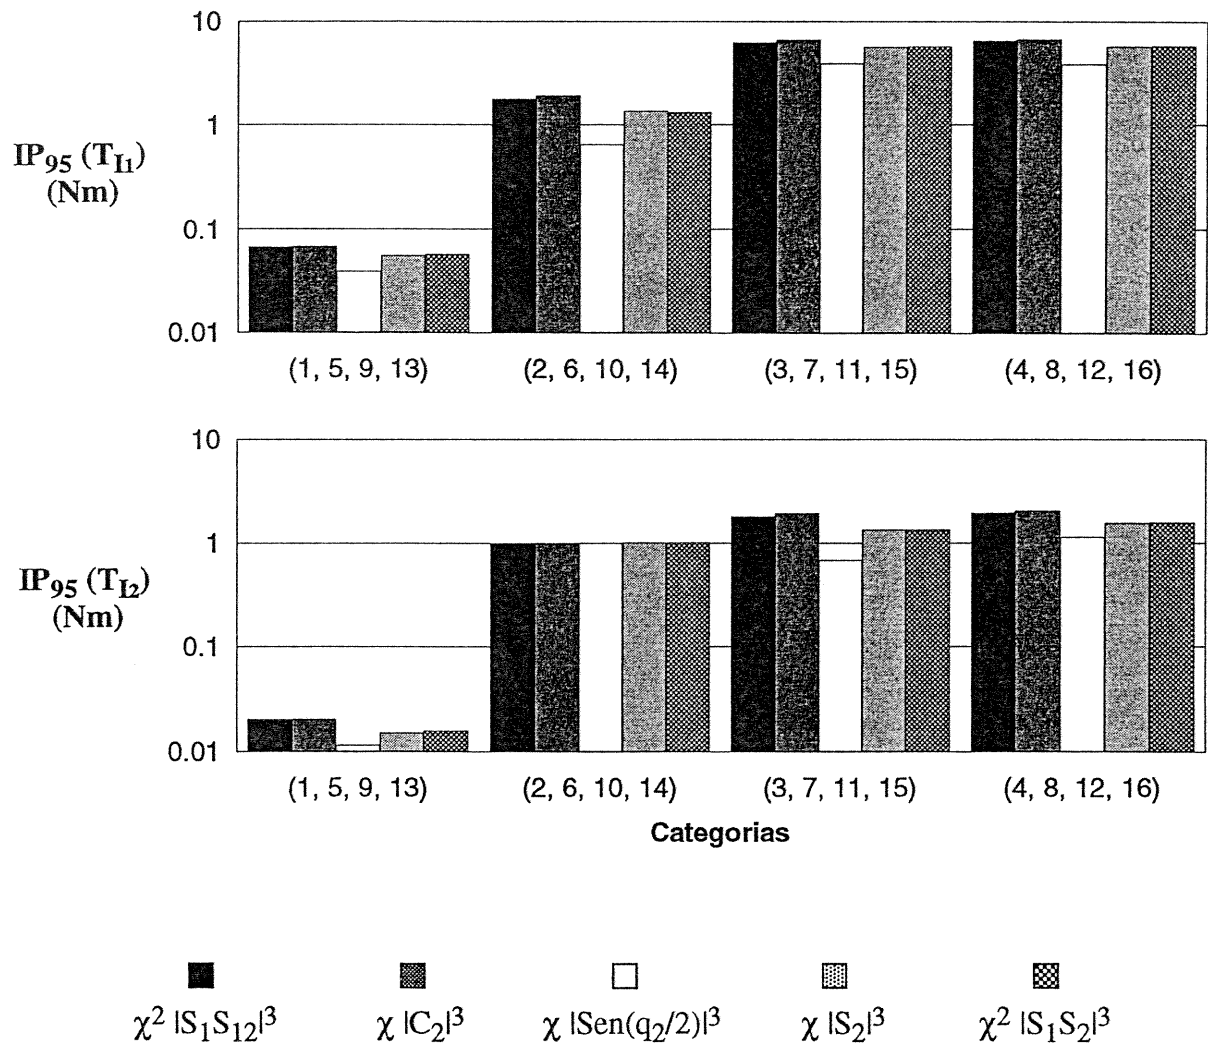 10
1
IP95 (TI1)
(Nm)
0.1
0.01
(1, 5, 9, 13) (2, 6, 10, 14) (3, 7, 11, 15) (4, 8, 12, 16)
10
1
IP95 (TI2)
(Nm)
0.1
0.01
(1, 5, 9, 13) (2, 6, 10, 14) (3, 7, 11, 15) (4, 8, 12, 16)
Categorias
χ² |S₁S₁₂|³ χ |C₂|³ χ |Sen(q₂/2)|³ χ |S₂|³ χ² |S₁S₂|³